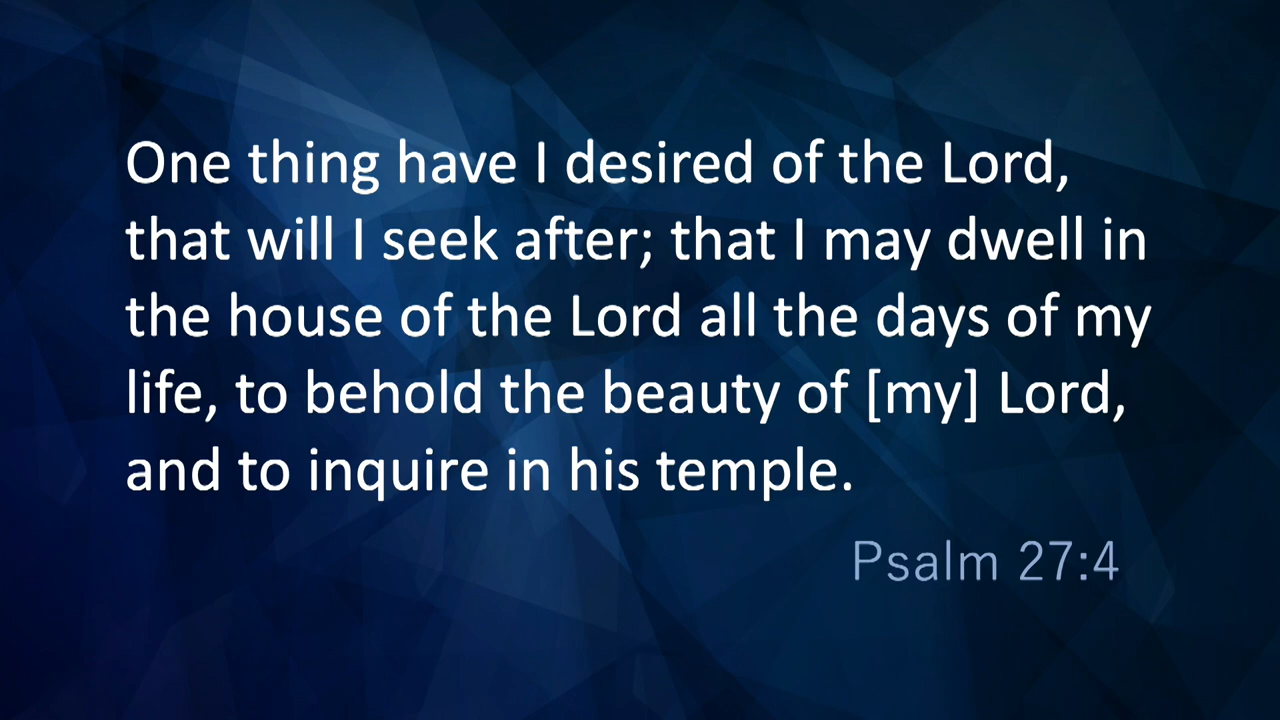 One thing have I desired of the Lord,
that will I seek after; that I may dwell in
the house of the Lord all the days of my
life, to behold the beauty of [my] Lord,
and to inquire in his temple.
Psalm 27:4